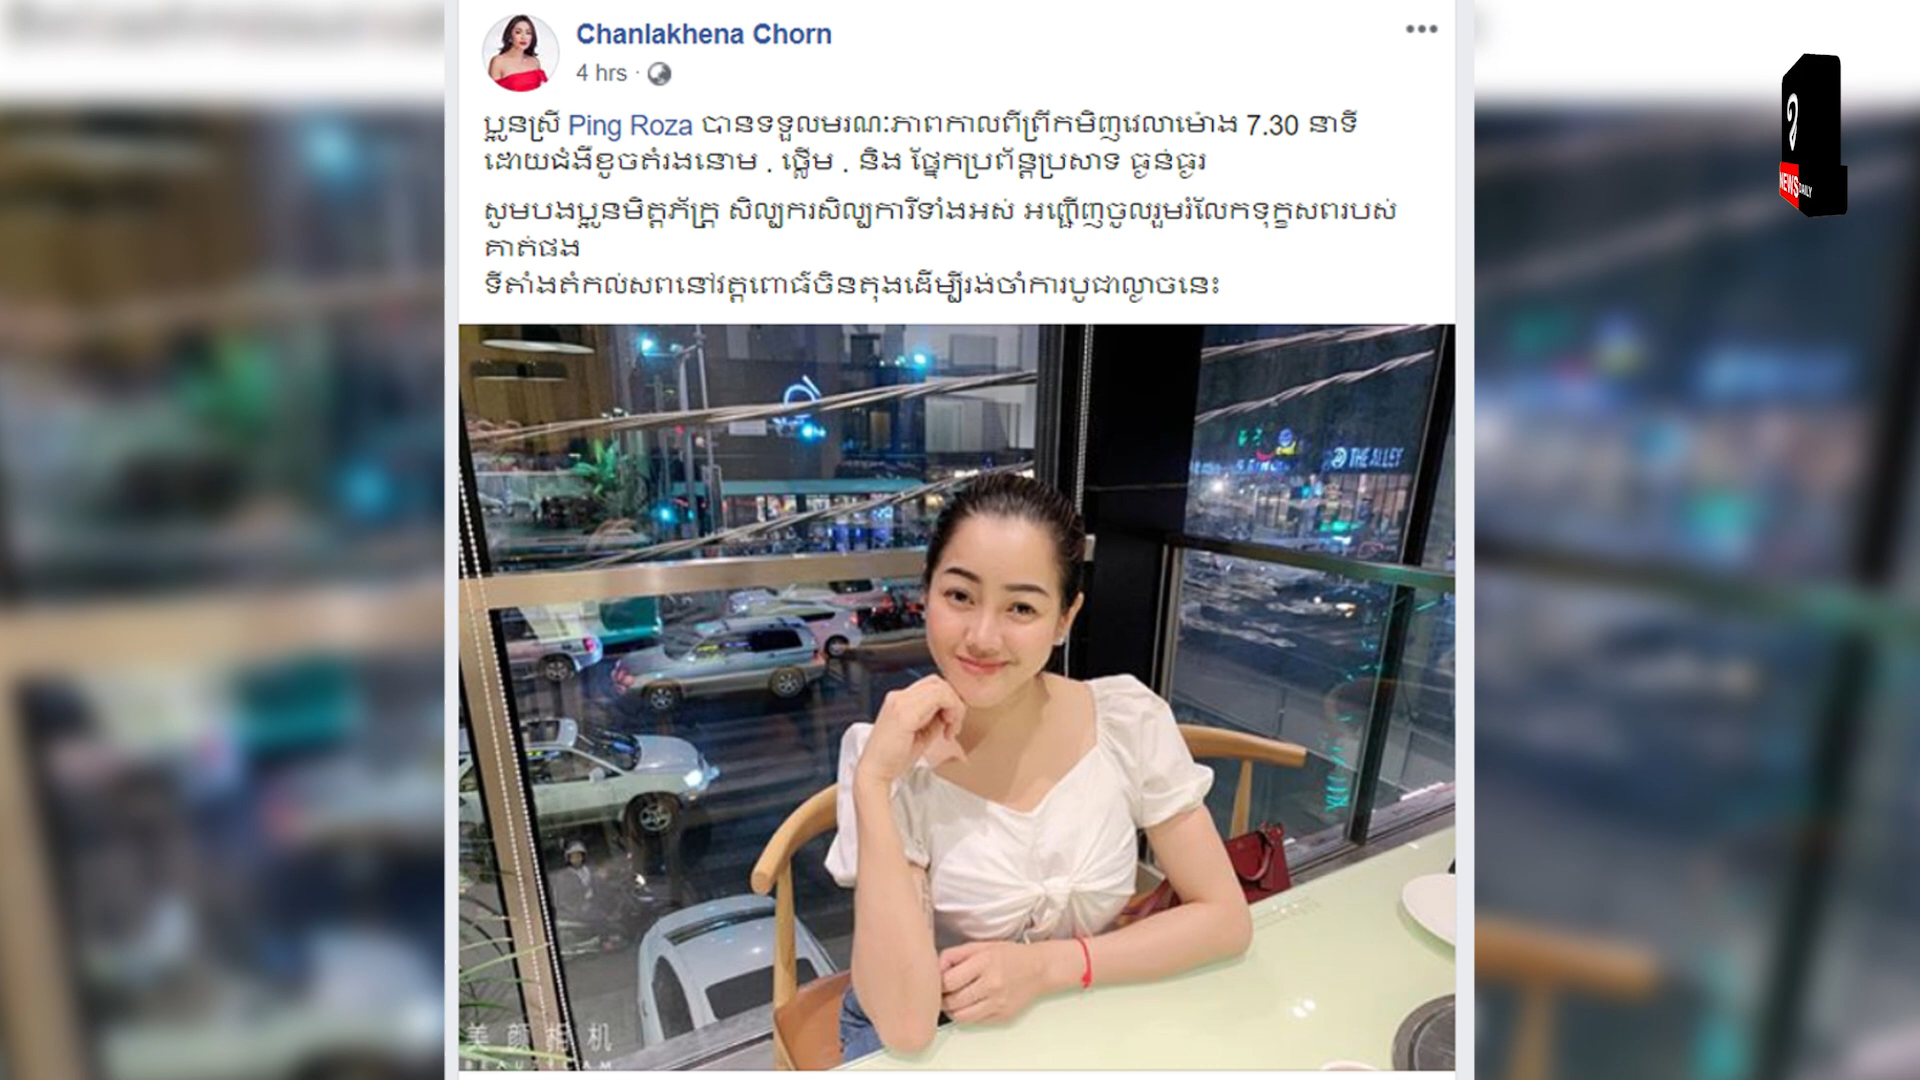 Chanlakhena Chorn
4 hrs ·
ប្អូនស្រី Ping Roza បានទទួលមរណៈភាពកាលពីព្រឹកមិញវេលាម៉ោង 7.30 នាទី
ដោយជំងឺខូចតំរងនោម . ថ្លើម . និង ផ្នែកប្រព័ន្ឋប្រសាទ ធ្ងន់ធ្ងរ
សូមបងប្អូនមិត្តភ័ក្ត្រ សិល្បករសិល្បការីទាំងអស់ អញ្ជើញចូលរួមរំលែកទុក្ខសពរបស់
គាត់ផង
ទីតាំងតំកល់សពនៅវត្តពោធ៍ចិនតុងដើម្បីរង់ចាំការបូជាល្ងាចនេះ
NEWS DAILY
THE ALLEY
美颜相机